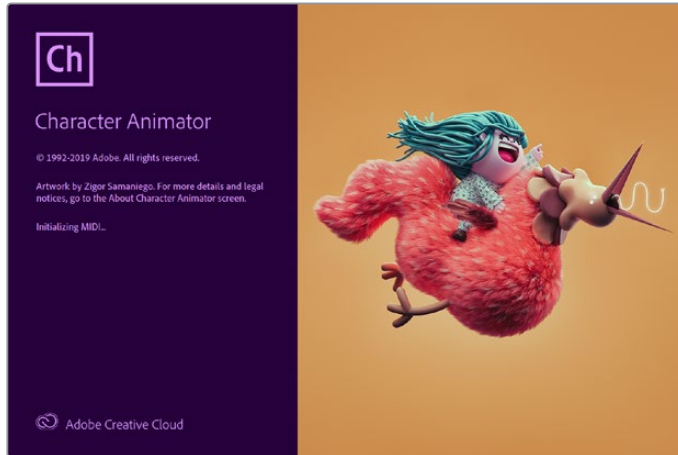 Ch
Character Animator
© 1992-2019 Adobe. All rights reserved.
Artwork by Zigor Samaniego. For more details and legal
notices, go to the About Character Animator screen.
Initializing MIDI...
Adobe Creative Cloud